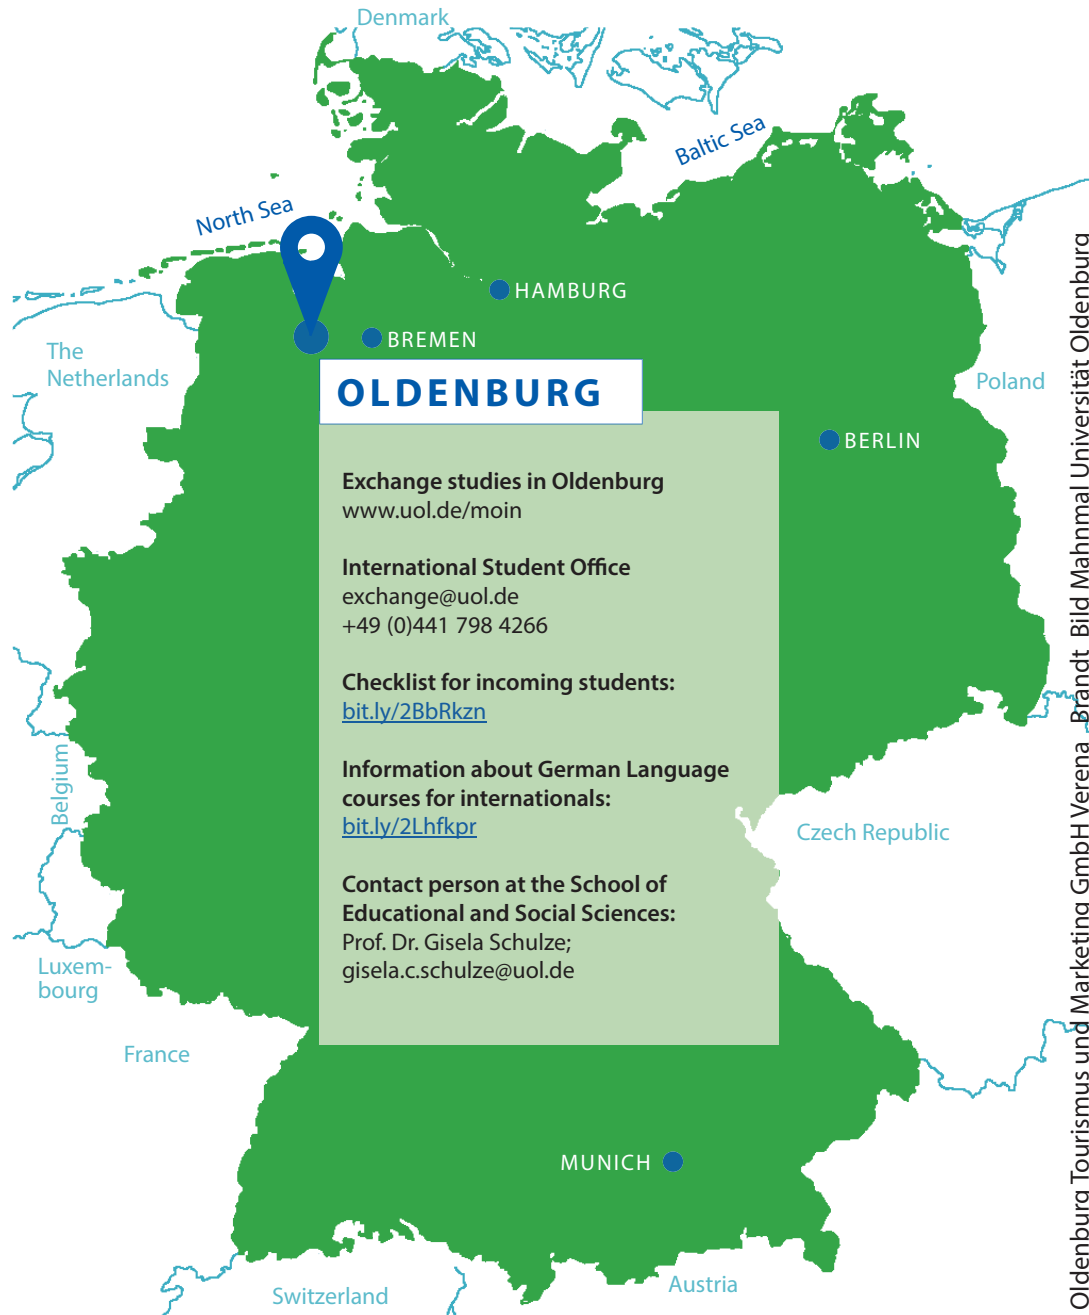 Denmark
Baltic Sea
North Sea
HAMBURG
BREMEN
The
Netherlands
Poland
OLDENBURG
BERLIN
Exchange studies in Oldenburg
www.uol.de/moin
International Student Office
exchange@uol.de
+49 (0)441 798 4266
Checklist for incoming students:
bit.ly/2BbRkzn
Information about German Language
courses for internationals:
bit.ly/2Lhfkpr
Belgium
Czech Republic
Contact person at the School of
Educational and Social Sciences:
Prof. Dr. Gisela Schulze;
gisela.c.schulze@uol.de
Luxem-
bourg
France
MUNICH
Switzerland
Austria
Oldenburg Tourismus und Marketing GmbH Verena Brandt Bild Mahnmal Universität Oldenburg